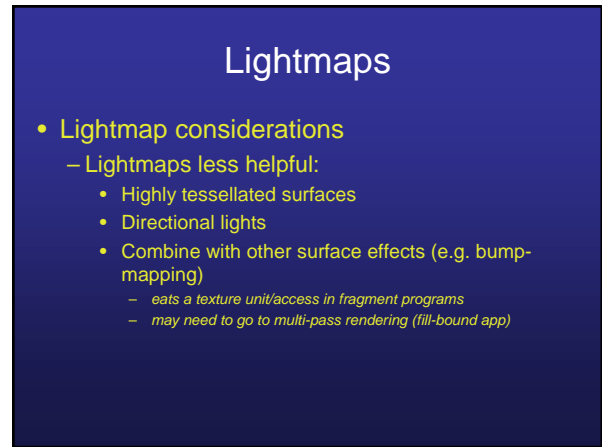 Lightmaps
• Lightmap considerations
– Lightmaps less helpful:
• Highly tessellated surfaces
• Directional lights
• Combine with other surface effects (e.g. bump-
mapping)
– eats a texture unit/access in fragment programs
– may need to go to multi-pass rendering (fill-bound app)